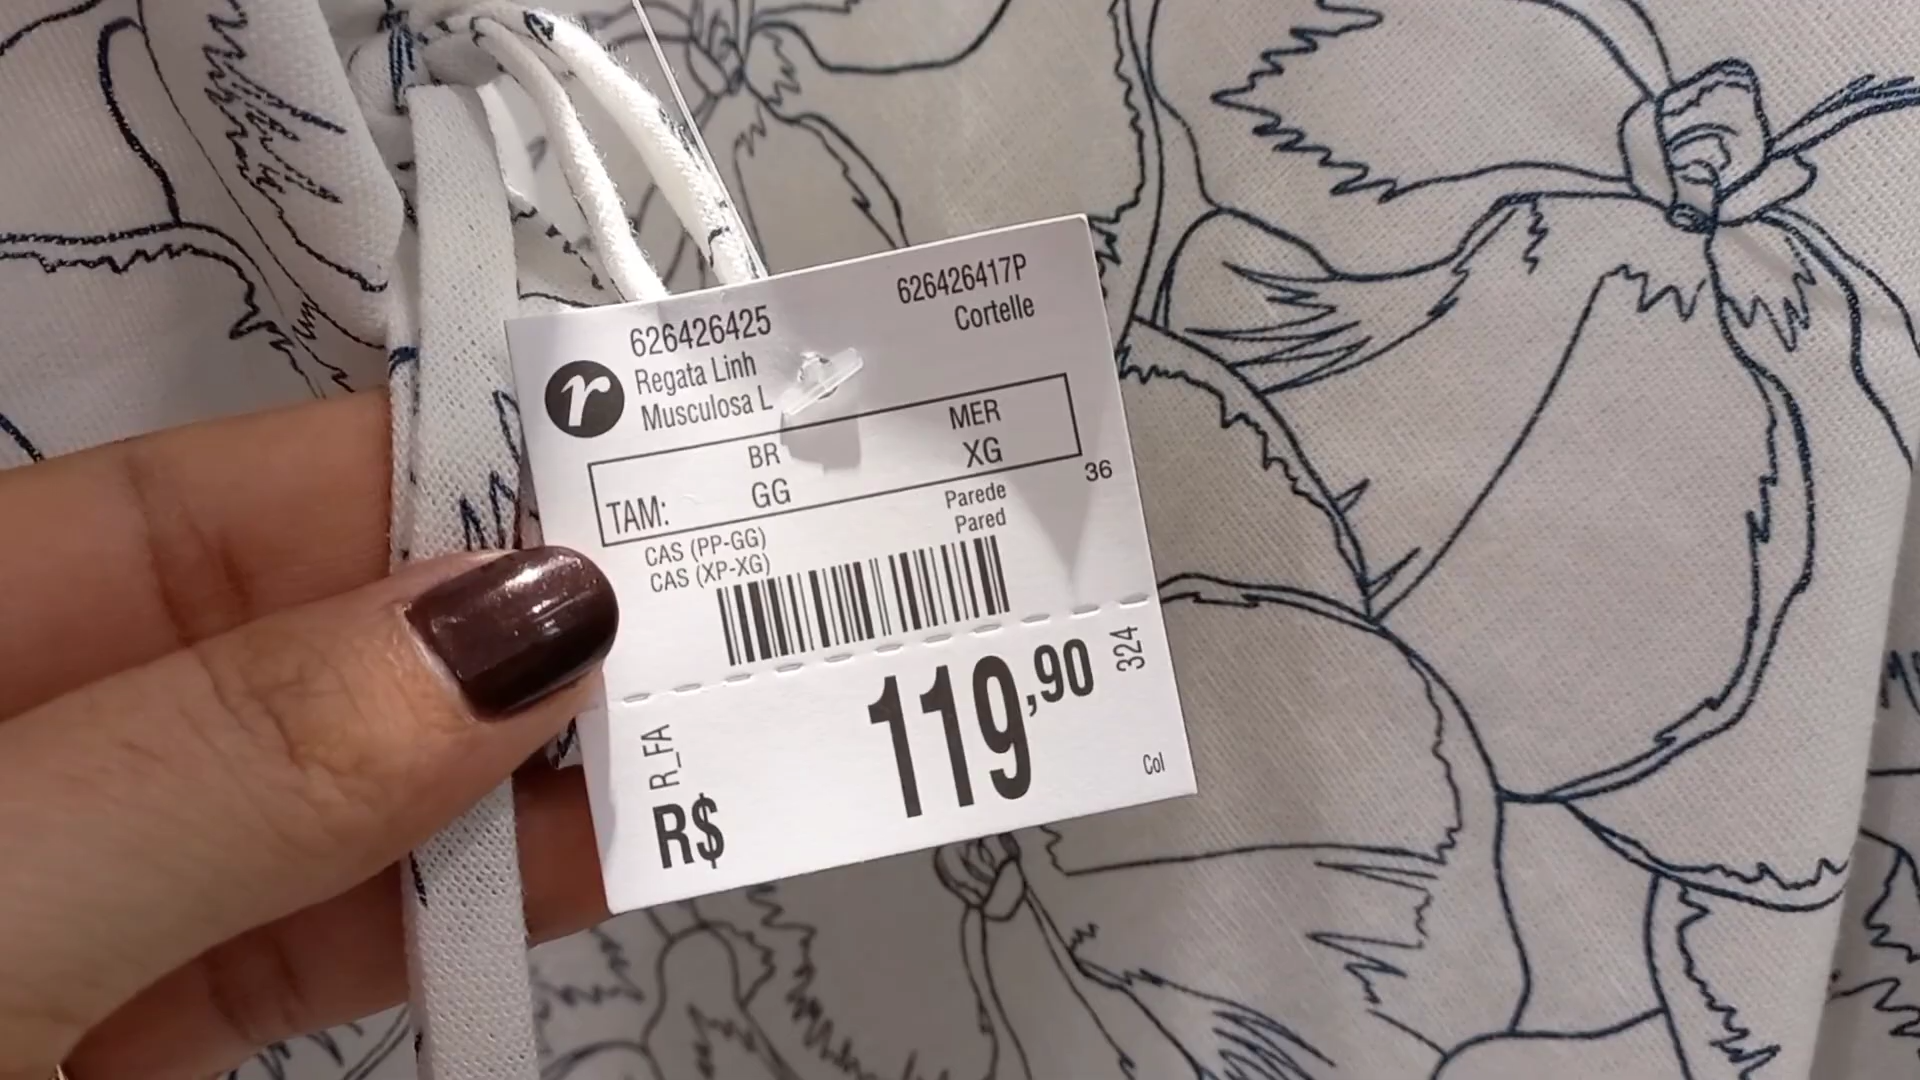 626426425
626426417P
r
Regata Linh
Cortelle
Musculosa L
BR
MER
TAM:
GG
XG
36
CAS (PP-GG)
Parede
CAS (XP-XG)
Pared
R_FA
R$
119,90
324
Col